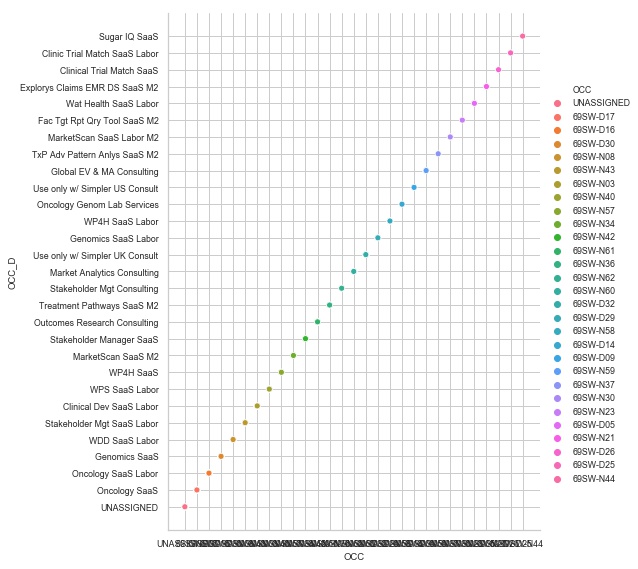 Sugar IQ SaaS
Clinic Trial Match SaaS Labor
Clinical Trial Match SaaS
Explorys Claims EMR DS SaaS M2
Wat Health SaaS Labor
Fac Tgt Rpt Qry Tool SaaS M2
MarketScan SaaS Labor M2
TxP Adv Pattern Anlys SaaS M2
Global EV & MA Consulting
Use only w/ Simpler US Consult
Oncology Genom Lab Services
WP4H SaaS Labor
Genomics SaaS Labor
Use only w/ Simpler UK Consult
Market Analytics Consulting
Stakeholder Mgt Consulting
Treatment Pathways SaaS M2
Outcomes Research Consulting
Stakeholder Manager SaaS
MarketScan SaaS M2
WP4H SaaS
WPS SaaS Labor
Clinical Dev SaaS Labor
Stakeholder Mgt SaaS Labor
WDD SaaS Labor
Genomics SaaS
Oncology SaaS Labor
Oncology SaaS
UNASSIGNED
OCC_D
OCC
OCC
UNASSIGNED
69SW-D17
69SW-D16
69SW-D30
69SW-N08
69SW-N43
69SW-N03
69SW-N40
69SW-N57
69SW-N34
69SW-N42
69SW-N61
69SW-N36
69SW-N62
69SW-N60
69SW-D32
69SW-D29
69SW-N58
69SW-D14
69SW-D09
69SW-N59
69SW-N37
69SW-N30
69SW-N23
69SW-D05
69SW-N21
69SW-D26
69SW-D25
69SW-N44